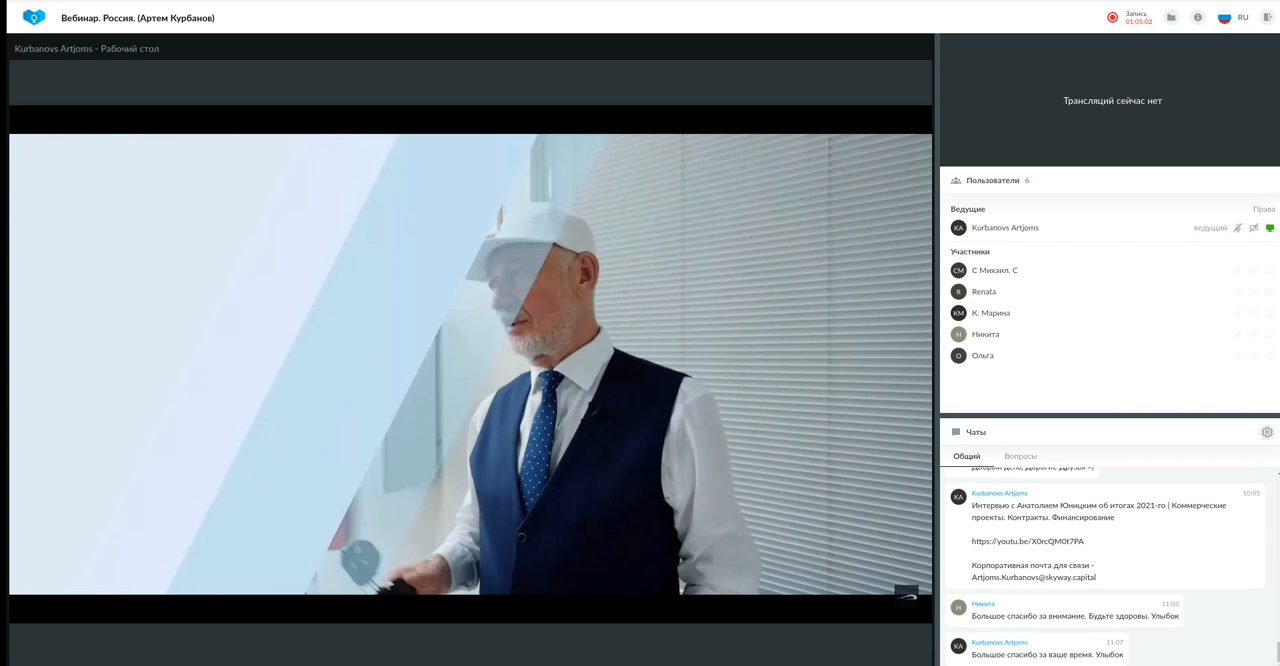 Вебинар. Россия. (Артем Курбанов)
Запись
01:05:02
RU
Kurbanovs Artjoms - Рабочий стол
Трансляций сейчас нет
Пользователи 6
Ведущие
Права
KA
Kurbanovs Artjoms
ведущий
Участники
СМ
С Михаил. С
R
Renata
КМ
К. Марина
Н
Никита
О
Ольга
Чаты
Общий
Вопросы
Добрый день, Дорогие Друзья =)
KA
Kurbanovs Artjoms
10:05
Интервью с Анатолием Юницким об итогах 2021-го | Коммерческие
проекты. Контракты. Финансирование
https://youtu.be/X0rcQM0t7PA
Корпоративная почта для связи -
Artjoms.Kurbanovs@skyway.capital
Н
Никита
11:06
Большое спасибо за внимание. Будьте здоровы. Улыбок
KA
Kurbanovs Artjoms
11:07
Большое спасибо за ваше время. Улыбок